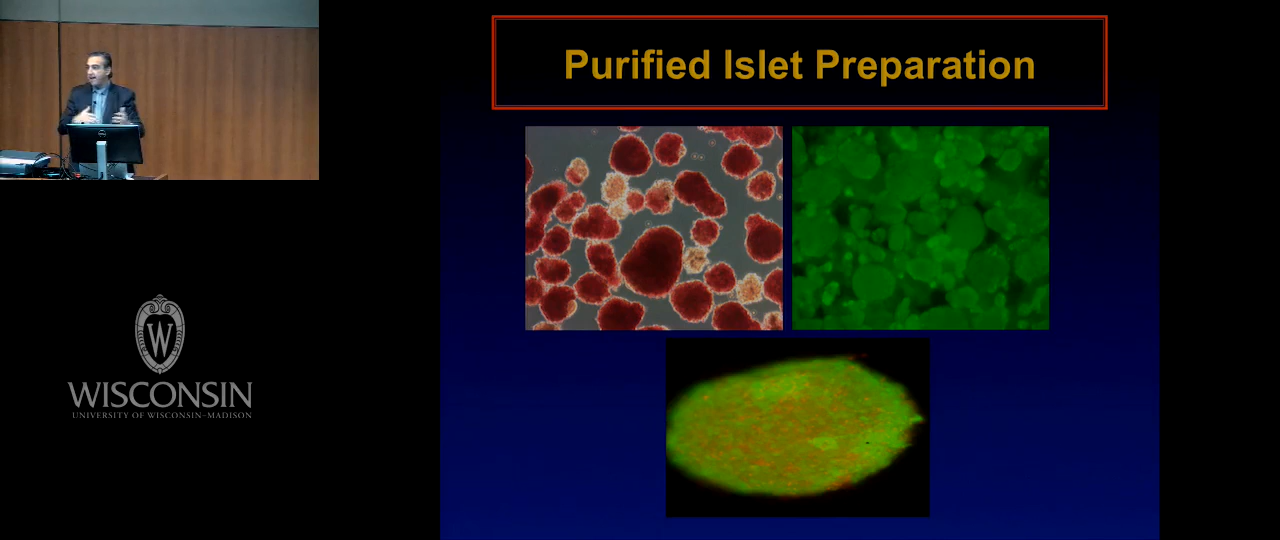 Purified Islet Preparation
W
WISCONSIN
UNIVERSITY OF WISCONSIN–MADISON